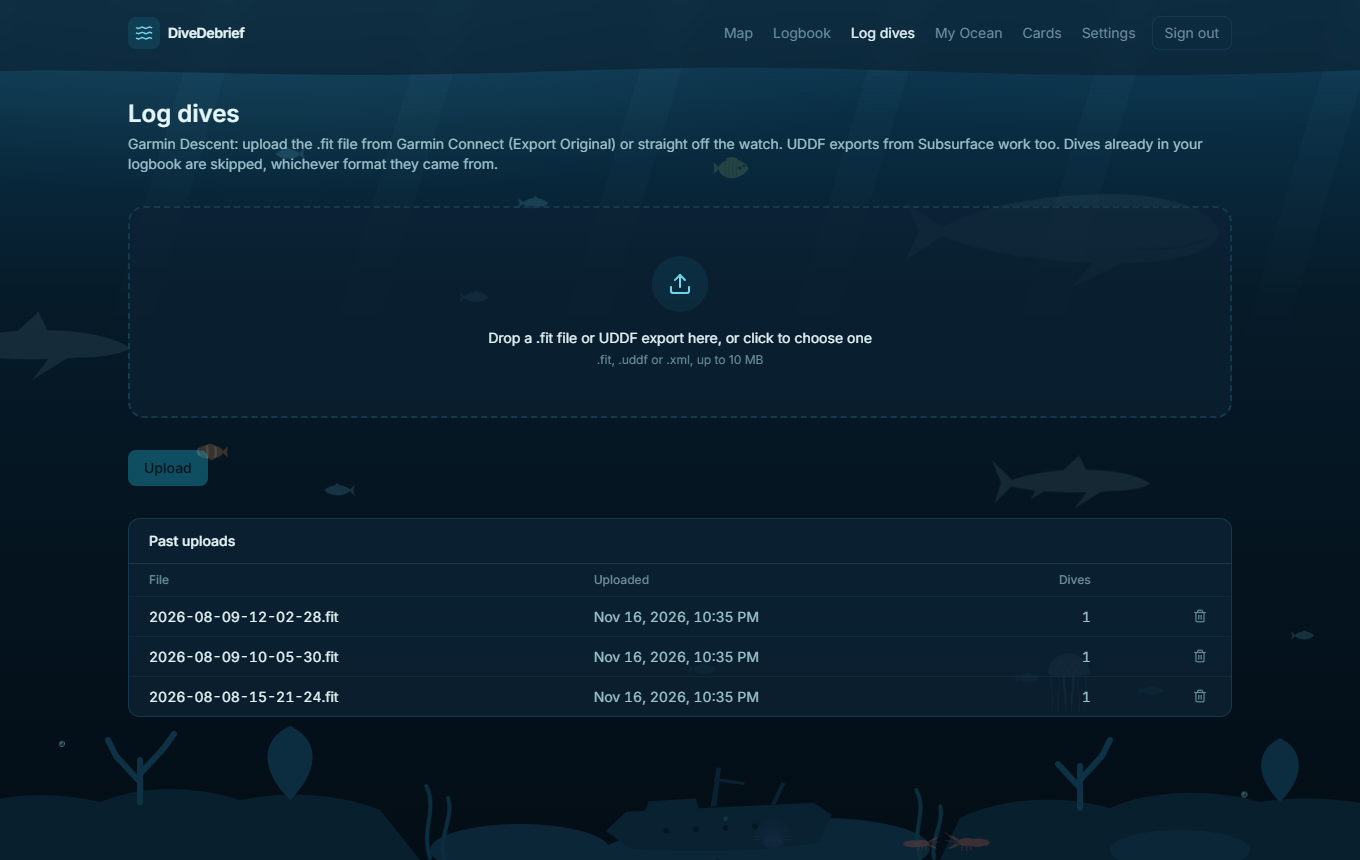 DiveDebrief
Map
Logbook
Log dives
My Ocean
Cards
Settings
Sign out
Log dives
Garmin Descent: upload the .fit file from Garmin Connect (Export Original) or straight off the watch. UDDF exports from Subsurface work too. Dives already in your
logbook are skipped, whichever format they came from.
Drop a .fit file or UDDF export here, or click to choose one
.fit, .uddf or .xml, up to 10 MB
Upload
Past uploads
File Uploaded Dives
2026-08-09-12-02-28.fit Nov 16, 2026, 10:35 PM 1
2026-08-09-10-05-30.fit Nov 16, 2026, 10:35 PM 1
2026-08-08-15-21-24.fit Nov 16, 2026, 10:35 PM 1